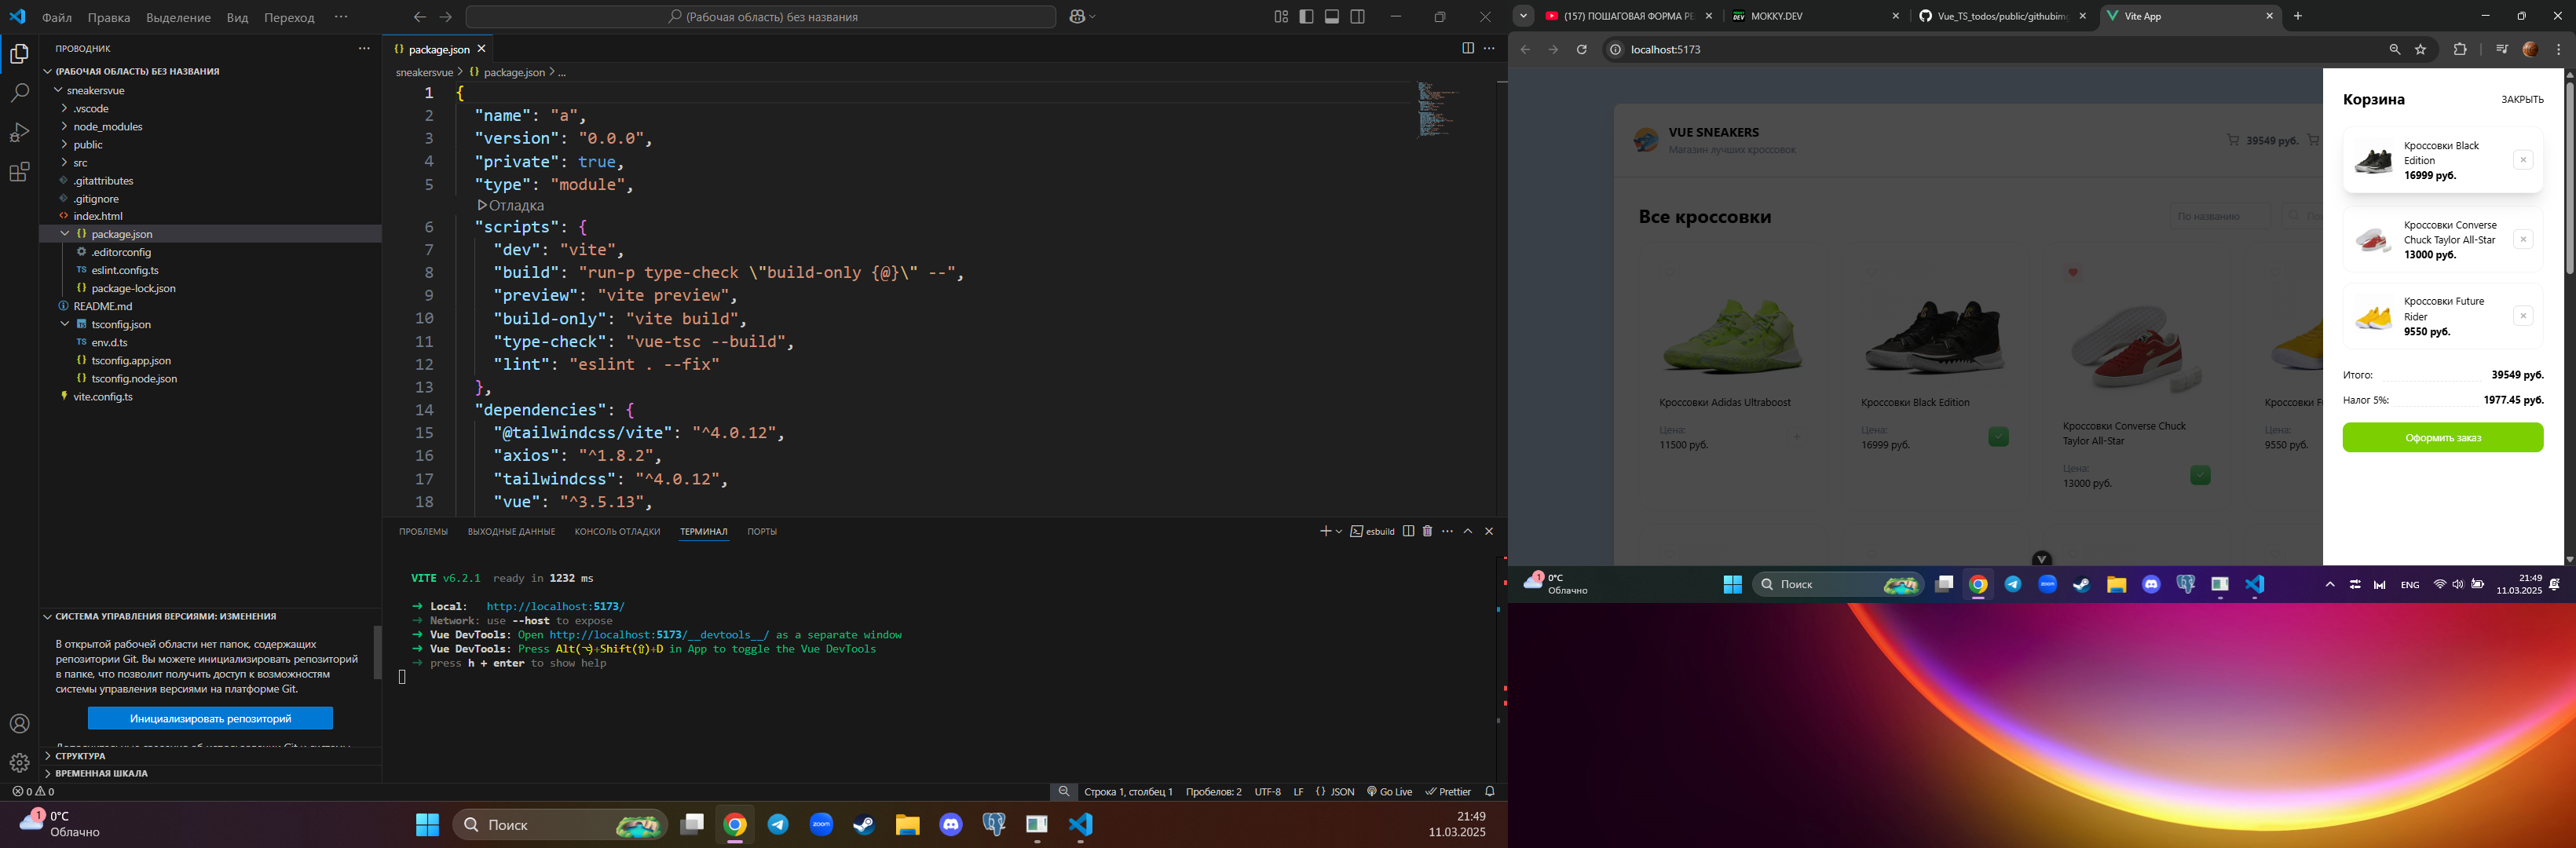 Файл Правка Выделение Вид Переход ···
(Рабочая область) без названия
ПРОВОДНИК
(РАБОЧАЯ ОБЛАСТЬ) БЕЗ НАЗВАНИЯ
sneakersvue
.vscode
node_modules
public
src
.gitattributes
.gitignore
index.html
package.json
.editorconfig
eslint.config.ts
package-lock.json
README.md
tsconfig.json
env.d.ts
tsconfig.app.json
tsconfig.node.json
vite.config.ts
СИСТЕМА УПРАВЛЕНИЯ ВЕРСИЯМИ: ИЗМЕНЕНИЯ
В открытой рабочей области нет папок, содержащих
репозитории Git. Вы можете инициализировать репозиторий
в папке, что позволит получить доступ к возможностям
системы управления версиями на платформе Git.
Инициализировать репозиторий
СТРУКТУРА
ВРЕМЕННАЯ ШКАЛА
package.json
sneakersvue > {} package.json > ...
1 {
2 "name": "a",
3 "version": "0.0.0",
4 "private": true,
5 "type": "module",
Отладка
6 "scripts": {
7 "dev": "vite",
8 "build": "run-p type-check \"build-only {@}\" --",
9 "preview": "vite preview",
10 "build-only": "vite build",
11 "type-check": "vue-tsc --build",
12 "lint": "eslint . --fix"
13 },
14 "dependencies": {
15 "@tailwindcss/vite": "^4.0.12",
16 "axios": "^1.8.2",
17 "tailwindcss": "^4.0.12",
18 "vue": "^3.5.13",
ПРОБЛЕМЫ ВЫХОДНЫЕ ДАННЫЕ КОНСОЛЬ ОТЛАДКИ ТЕРМИНАЛ ПОРТЫ
esbuild
VITE v6.2.1 ready in 1232 ms
➜ Local: http://localhost:5173/
➜ Network: use --host to expose
➜ Vue DevTools: Open http://localhost:5173/__devtools__/ as a separate window
➜ Vue DevTools: Press Alt(⌥)+Shift(⇧)+D in App to toggle the Vue DevTools
➜ press h + enter to show help
0 0
Строка 1, столбец 1 Пробелов: 2 UTF-8 LF {} JSON Go Live Prettier
1
0°C
Облачно
Поиск
zoom
21:49
11.03.2025
(157) ПОШАГОВАЯ ФОРМА РЕ
MOKKY.DEV
Vue_TS_todos/public/githubim
Vite App
localhost:5173
VUE SNEAKERS
Магазин лучших кроссовок
39549 руб.
Все кроссовки
По названию
Кроссовки Adidas Ultraboost
Цена:
11500 руб.
Кроссовки Black Edition
Цена:
16999 руб.
Кроссовки Converse Chuck
Taylor All-Star
Цена:
13000 руб.
Кроссовки F
Цена:
9550 руб.
Корзина
ЗАКРЫТЬ
Кроссовки Black
Edition
16999 руб.
Кроссовки Converse
Chuck Taylor All-Star
13000 руб.
Кроссовки Future
Rider
9550 руб.
Итого: 39549 руб.
Налог 5%: 1977.45 руб.
Оформить заказ
1
0°C
Облачно
Поиск
zoom
ENG
21:49
11.03.2025